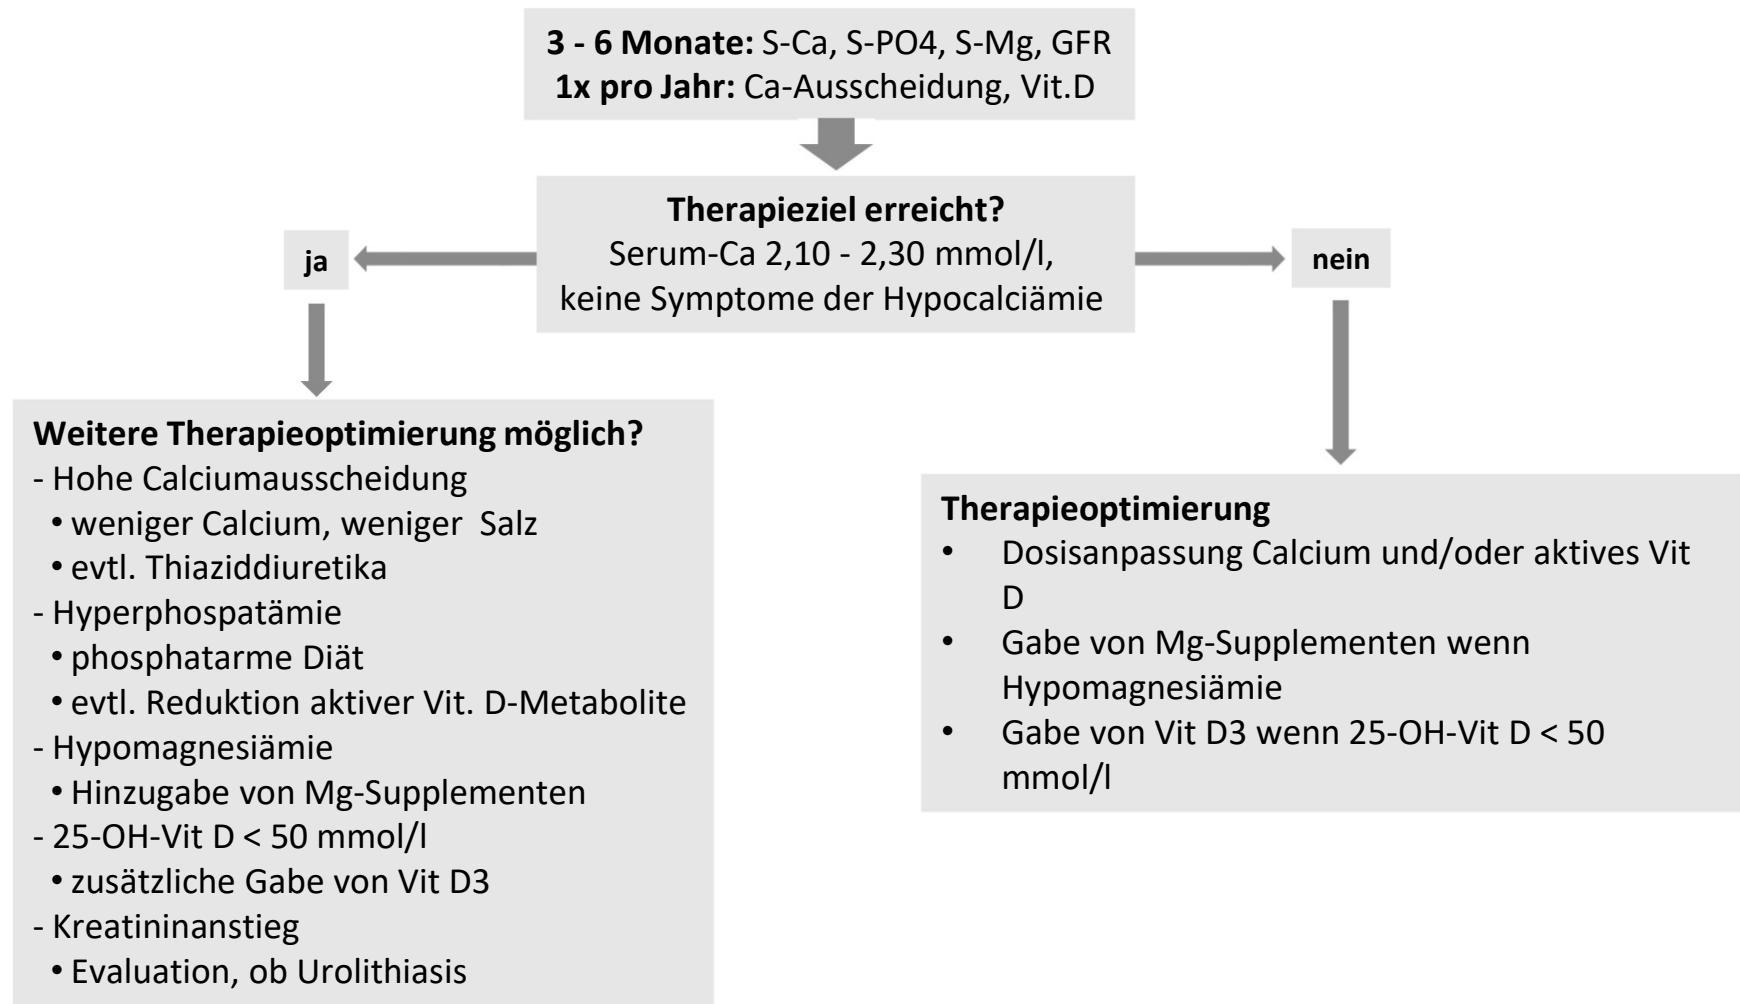 3 - 6 Monate: S-Ca, S-PO4, S-Mg, GFR
1x pro Jahr: Ca-Ausscheidung, Vit.D
Therapieziel erreicht?
Serum-Ca 2,10 - 2,30 mmol/l,
keine Symptome der Hypocalciämie
ja
nein
Weitere Therapieoptimierung möglich?
- Hohe Calciumausscheidung
• weniger Calcium, weniger  Salz
• evtl. Thiaziddiuretika
- Hyperphospatämie
• phosphatarme Diät
• evtl. Reduktion aktiver Vit. D-Metabolite
- Hypomagnesiämie
• Hinzugabe von Mg-Supplementen
- 25-OH-Vit D < 50 mmol/l
• zusätzliche Gabe von Vit D3
- Kreatininanstieg
• Evaluation, ob Urolithiasis
Therapieoptimierung
• Dosisanpassung Calcium und/oder aktives Vit
D
• Gabe von Mg-Supplementen wenn
Hypomagnesiämie
• Gabe von Vit D3 wenn 25-OH-Vit D < 50
mmol/l